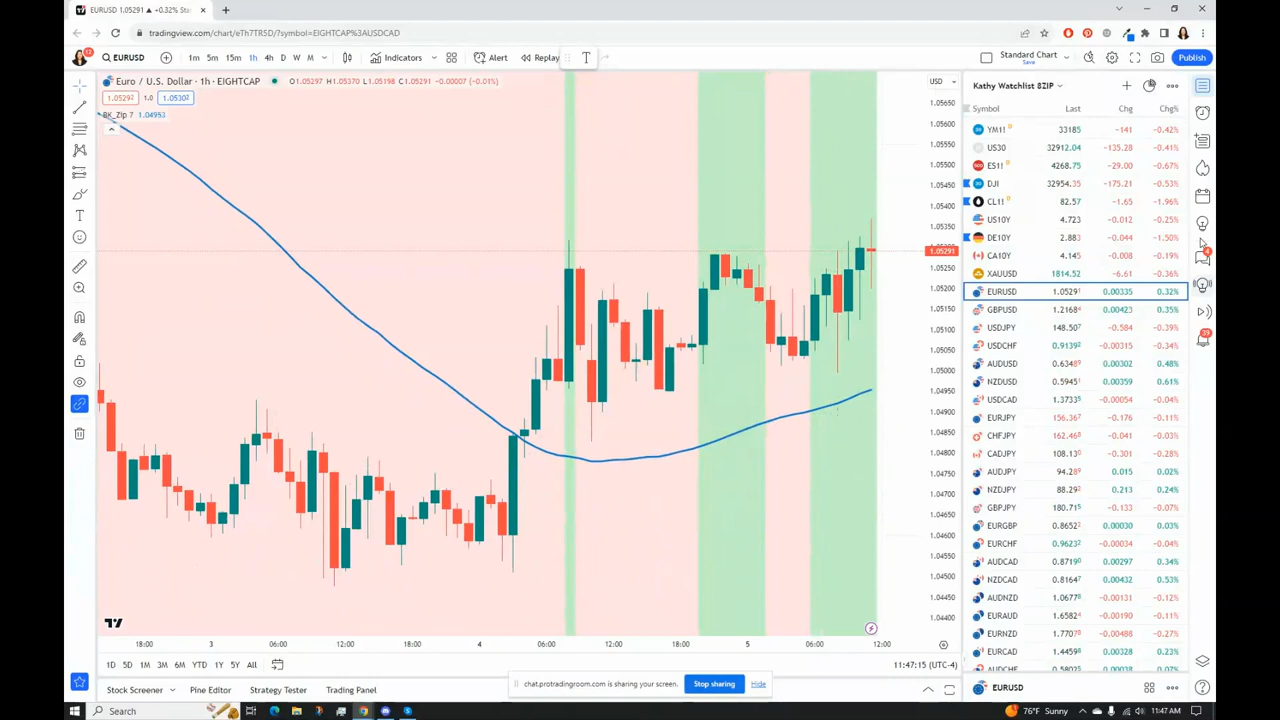 EURUSD 1.05291 ▲ +0.32% Standar
tradingview.com/chart/eTh7TR5D/?symbol=EIGHTCAP%3AUSDCAD
EURUSD
1m 5m 15m 1h 4h D W M
Indicators
Alert
Replay
Standard Chart
Save
Publish
Euro / U.S. Dollar · 1h · EIGHTCAP O1.05297 H1.05370 L1.05198 C1.05291 −0.00007 (−0.01%)
1.05292 1.0 1.05302
BK_Zip 7 1.04953
USD
1.05650
1.05600
1.05550
1.05500
1.05450
1.05400
1.05350
1.05291
1.05250
1.05200
1.05150
1.05100
1.05050
1.05000
1.04950
1.04900
1.04850
1.04800
1.04750
1.04700
1.04650
1.04600
1.04550
1.04500
1.04450
1.04400
18:00 3 06:00 12:00 18:00 4 06:00 12:00 18:00 5 06:00 12:00
1D 5D 1M 3M 6M YTD 1Y 5Y All
11:47:15 (UTC-4)
Stock Screener Pine Editor Strategy Tester Trading Panel
chat.protradingroom.com is sharing your screen. Stop sharing Hide
Kathy Watchlist 8ZIP
Symbol Last Chg Chg%
YM1! 33185 −141 −0.42%
US30 32912.04 −135.28 −0.41%
ES1! 4268.75 −29.00 −0.67%
DJI 32954.35 −175.21 −0.53%
CL1! 82.57 −1.65 −1.96%
US10Y 4.723 −0.012 −0.25%
DE10Y 2.883 −0.044 −1.50%
CA10Y 4.145 −0.008 −0.19%
XAUUSD 1814.52 −6.61 −0.36%
EURUSD 1.05291 0.00335 0.32%
GBPUSD 1.21684 0.00423 0.35%
USDJPY 148.507 −0.584 −0.39%
USDCHF 0.91392 −0.00315 −0.34%
AUDUSD 0.63489 0.00302 0.48%
NZDUSD 0.59451 0.00359 0.61%
USDCAD 1.37335 −0.00054 −0.04%
EURJPY 156.367 −0.176 −0.11%
CHFJPY 162.468 −0.041 −0.03%
CADJPY 108.130 −0.301 −0.28%
AUDJPY 94.289 0.015 0.02%
NZDJPY 88.292 0.213 0.24%
GBPJPY 180.715 −0.133 −0.07%
EURGBP 0.86522 0.00030 0.03%
EURCHF 0.96232 −0.00034 −0.04%
AUDCAD 0.87190 0.00297 0.34%
NZDCAD 0.81647 0.00432 0.53%
AUDNZD 1.06778 −0.00131 −0.12%
EURAUD 1.65824 −0.00190 −0.11%
EURNZD 1.77078 −0.00488 −0.27%
EURCAD 1.44598 0.00328 0.23%
AUDCHF 0.58025 0.00038 0.07%
EURUSD
Search
76°F Sunny
11:47 AM